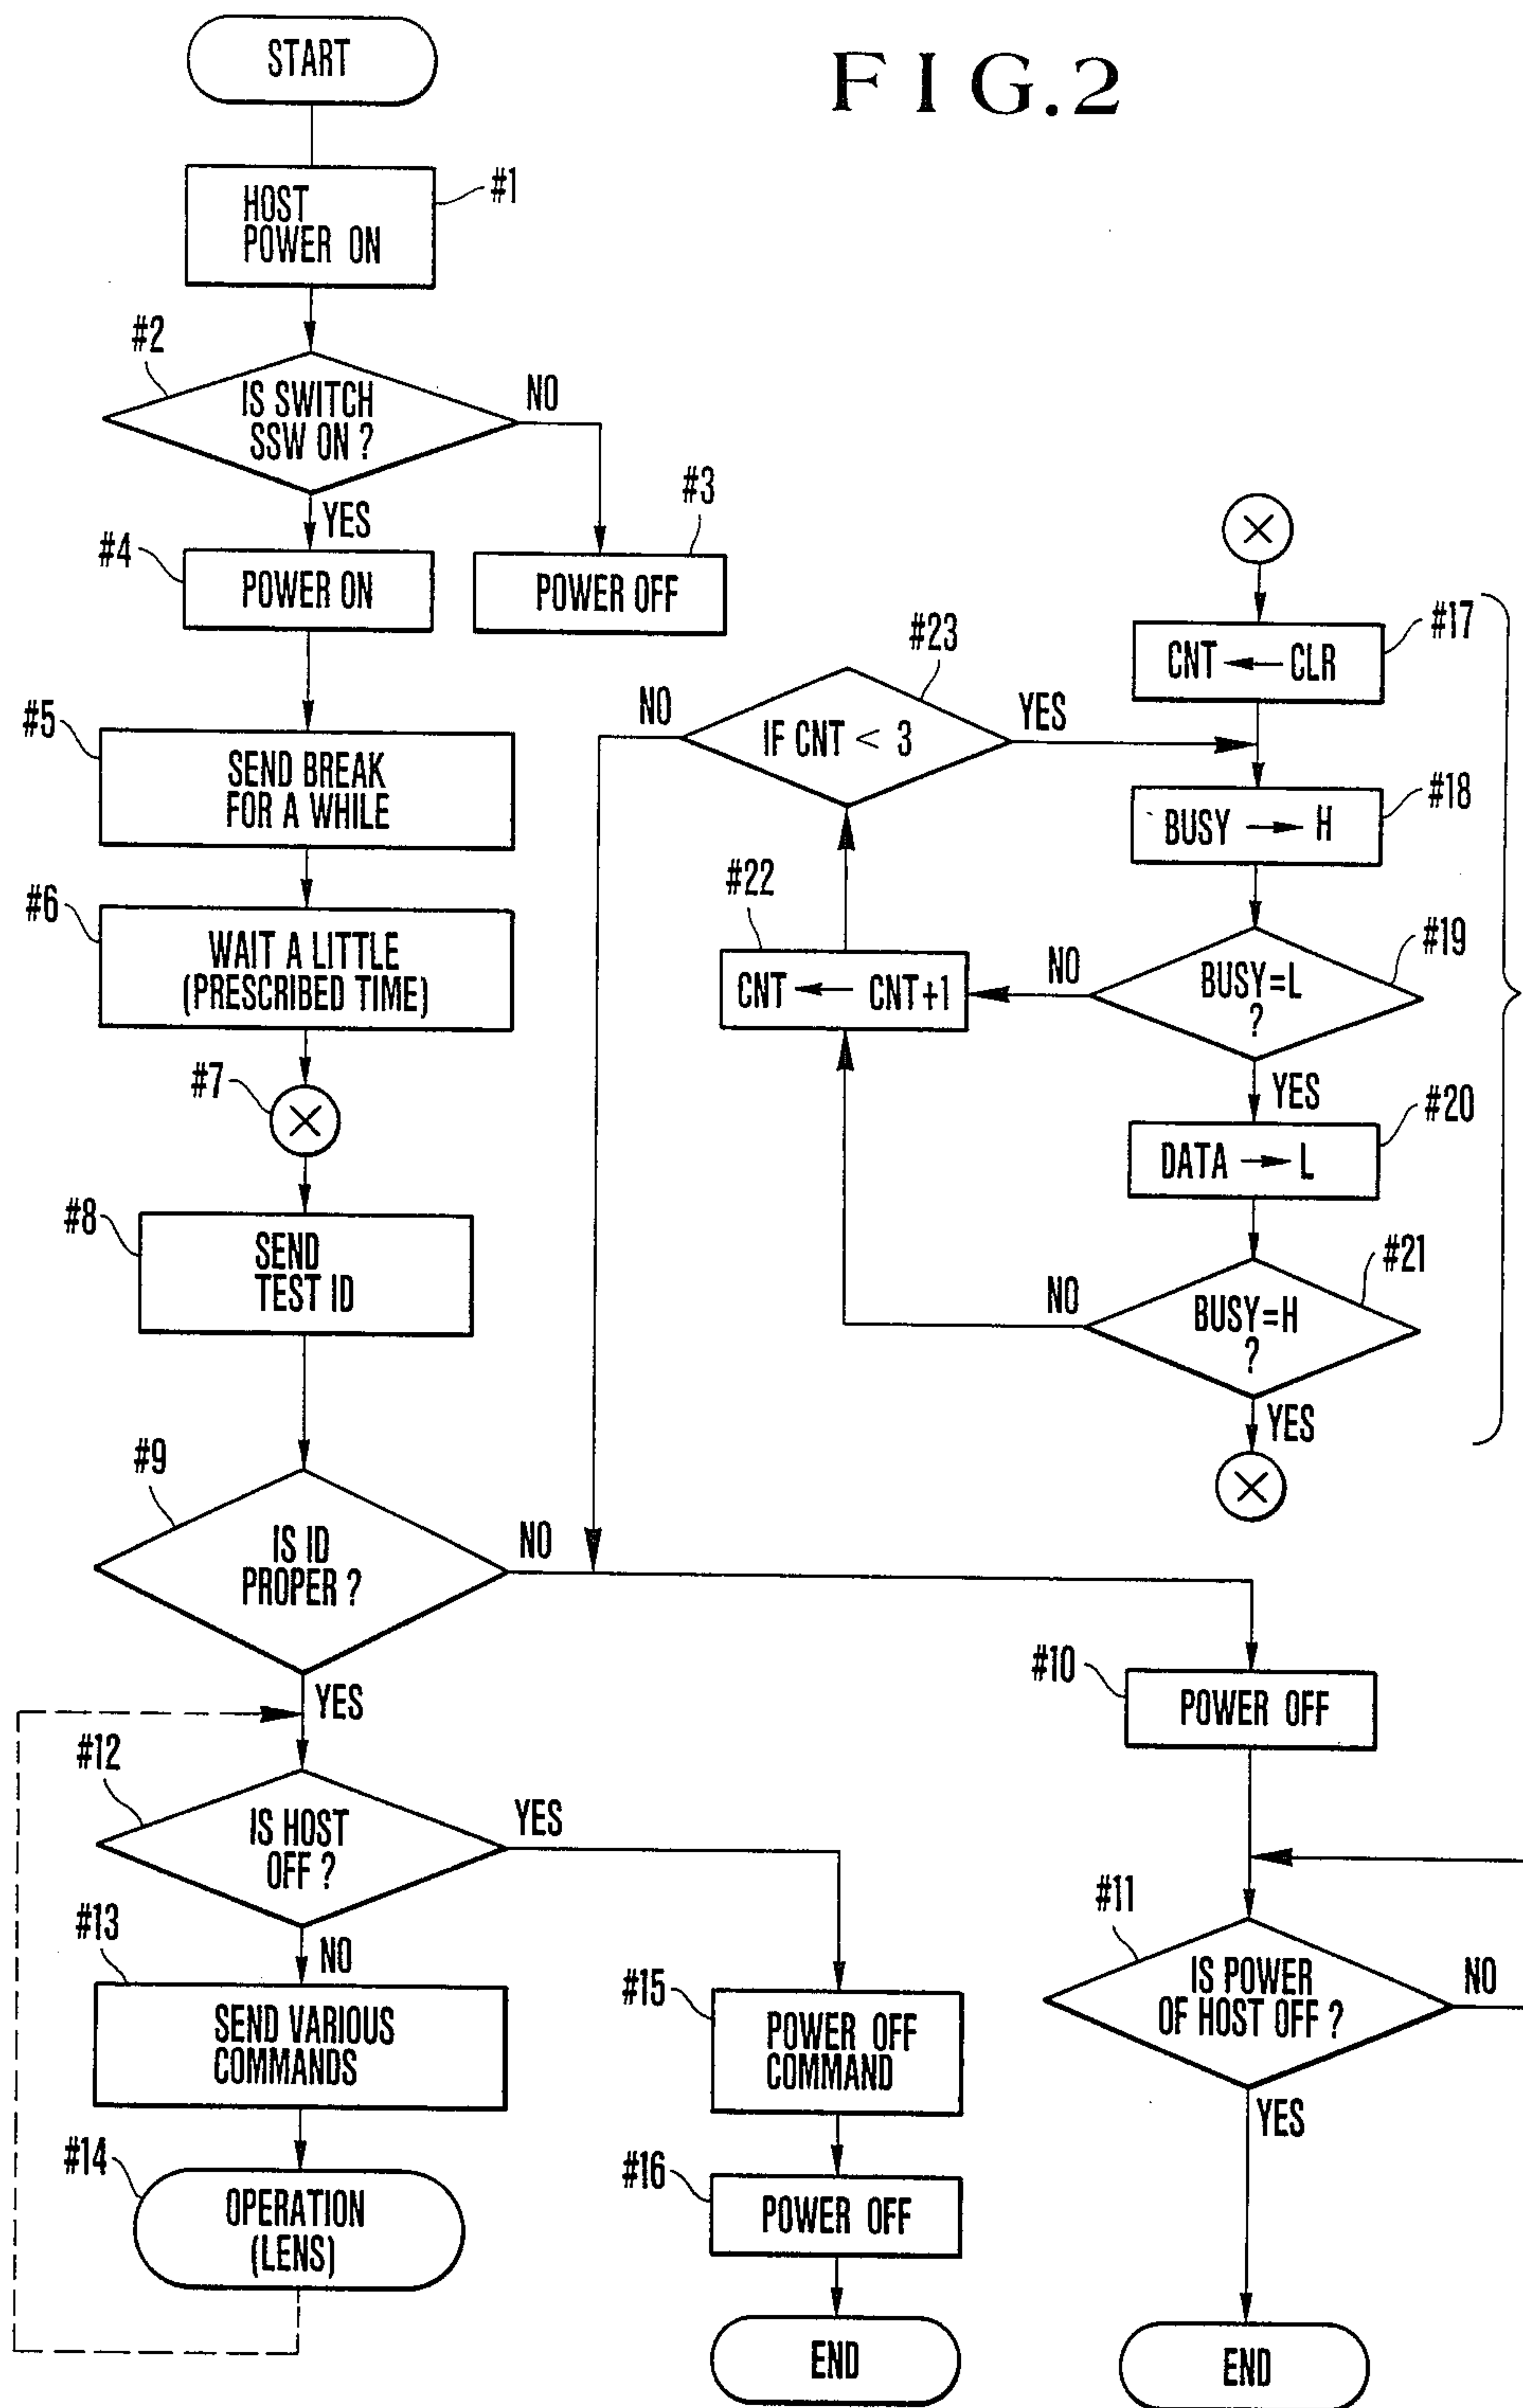 FIG.2
START
#1
HOST
POWER ON
#2
IS SWITCH
SSW ON ?
NO
YES
#3
POWER OFF
#4
POWER ON
#5
SEND BREAK
FOR A WHILE
#6
WAIT A LITTLE
(PRESCRIBED TIME)
#7
#8
SEND
TEST ID
#9
IS ID
PROPER ?
NO
YES
#12
IS HOST
OFF ?
YES
NO
#13
SEND VARIOUS
COMMANDS
#14
OPERATION
(LENS)
#15
POWER OFF
COMMAND
#16
POWER OFF
END
#17
CNT ← CLR
#18
BUSY → H
#19
BUSY=L
?
NO
YES
#20
DATA → L
#21
BUSY=H
?
NO
YES
#22
CNT ← CNT+1
#23
IF CNT < 3
NO
YES
#10
POWER OFF
#11
IS POWER
OF HOST OFF ?
NO
YES
END